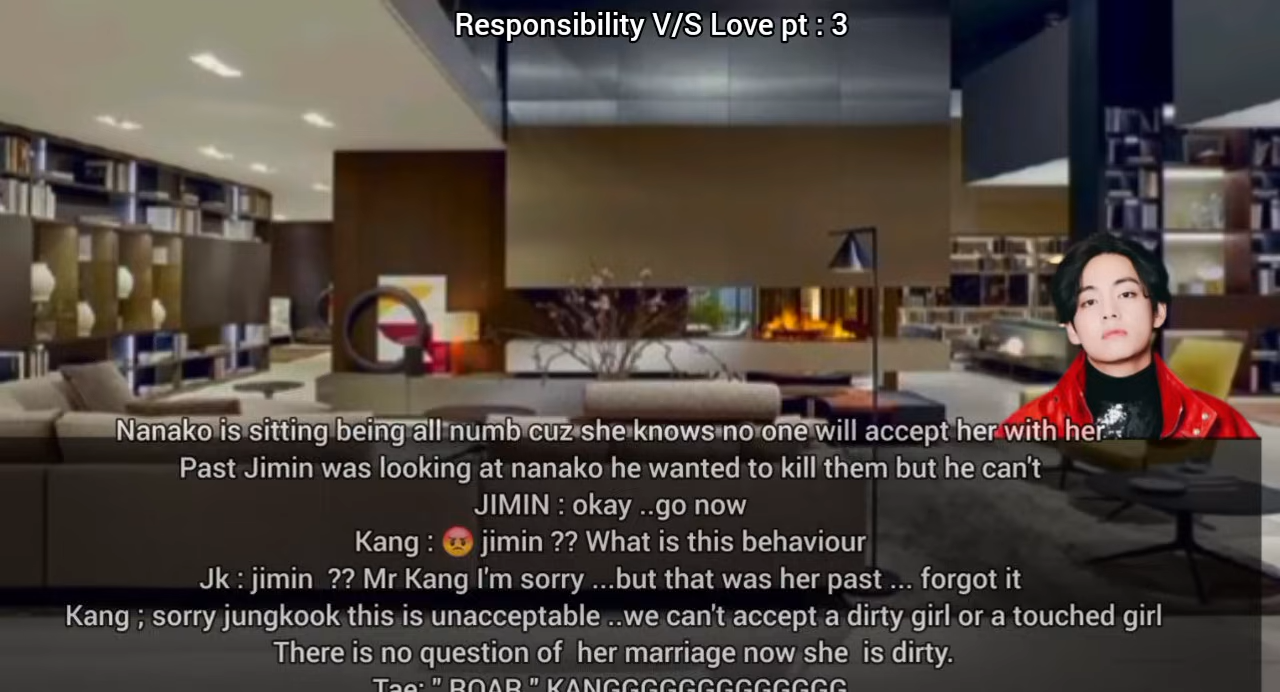 Responsibility V/S Love pt : 3
Nanako is sitting being all numb cuz she knows no one will accept her with her
Past Jimin was looking at nanako he wanted to kill them but he can't
JIMIN : okay ..go now
Kang : 😡 jimin ?? What is this behaviour
Jk : jimin ?? Mr Kang I'm sorry ...but that was her past ... forgot it
Kang ; sorry jungkook this is unacceptable ..we can't accept a dirty girl or a touched girl
There is no question of her marriage now she is dirty.
Tae: " ROAR " KANGGGGGGGGGGGGG